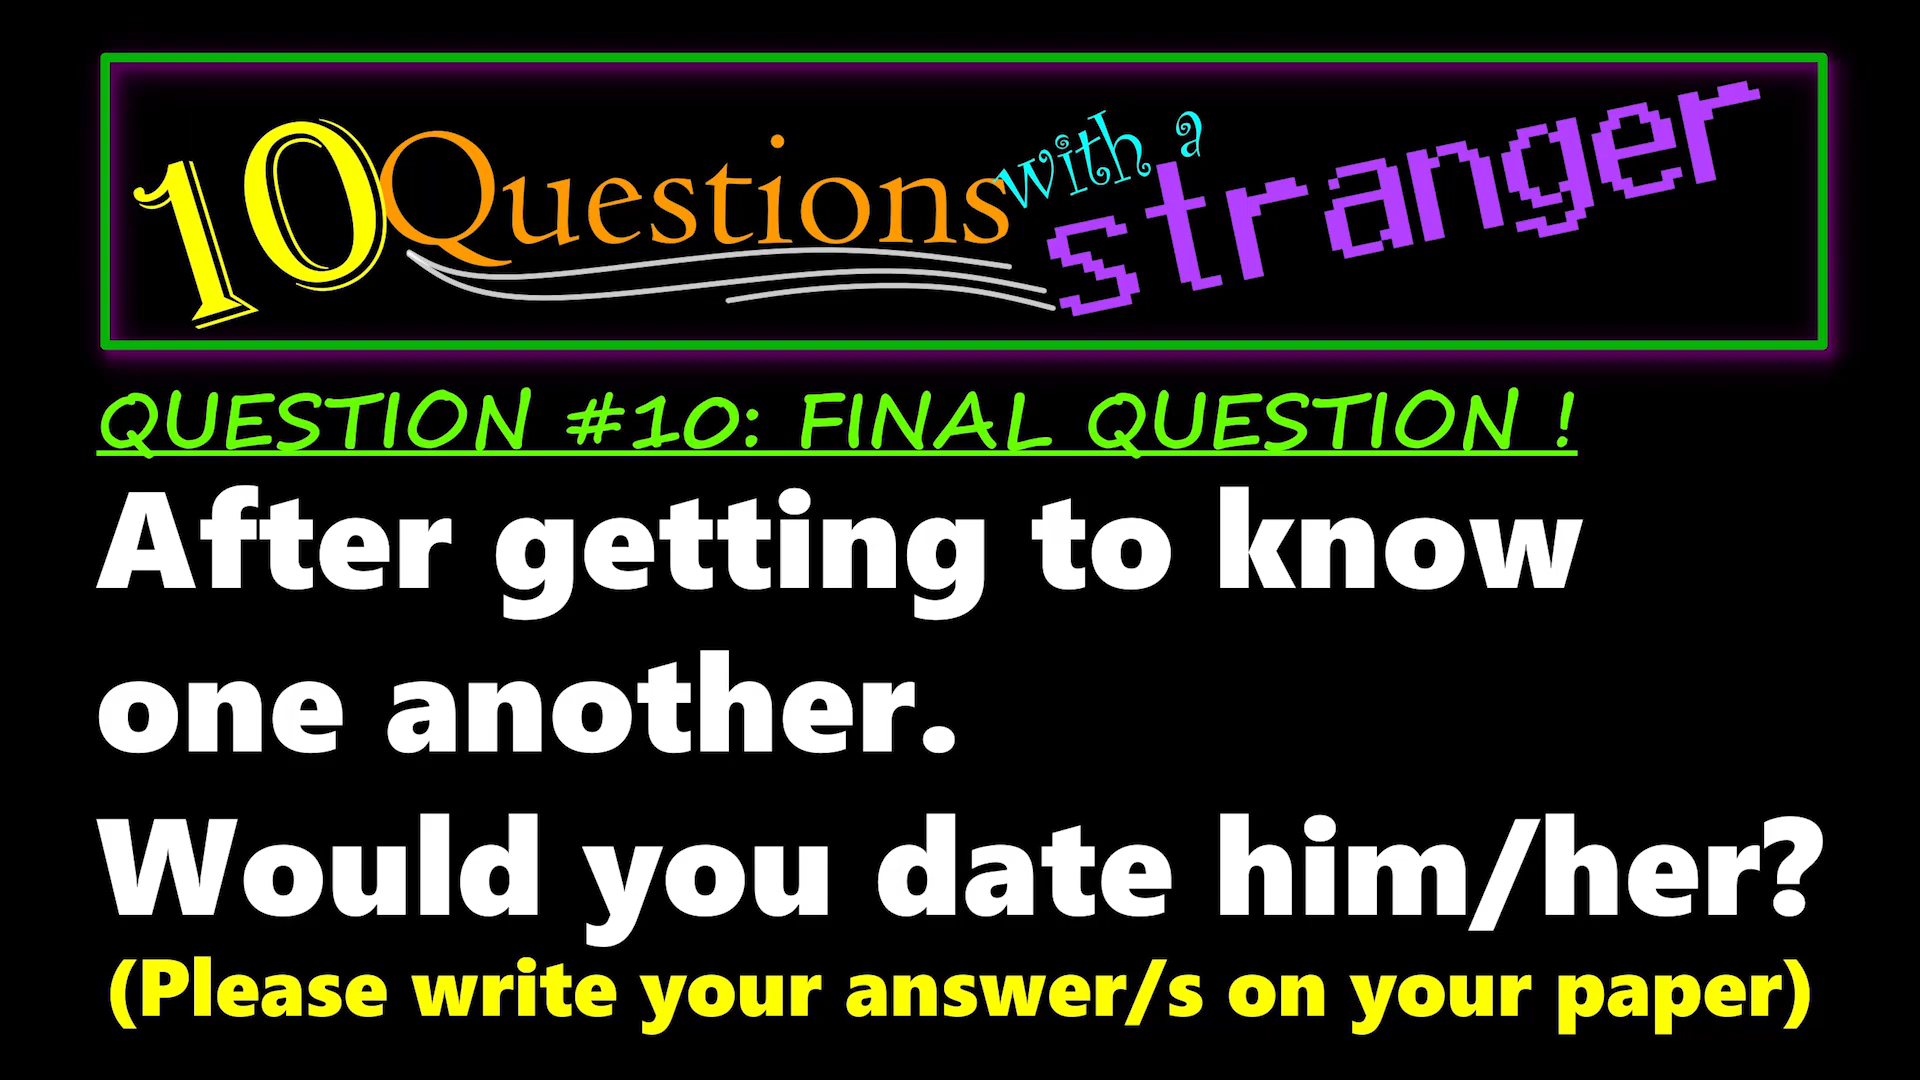 10 Questions with a stranger
QUESTION #10: FINAL QUESTION !
After getting to know
one another.
Would you date him/her?
(Please write your answer/s on your paper)